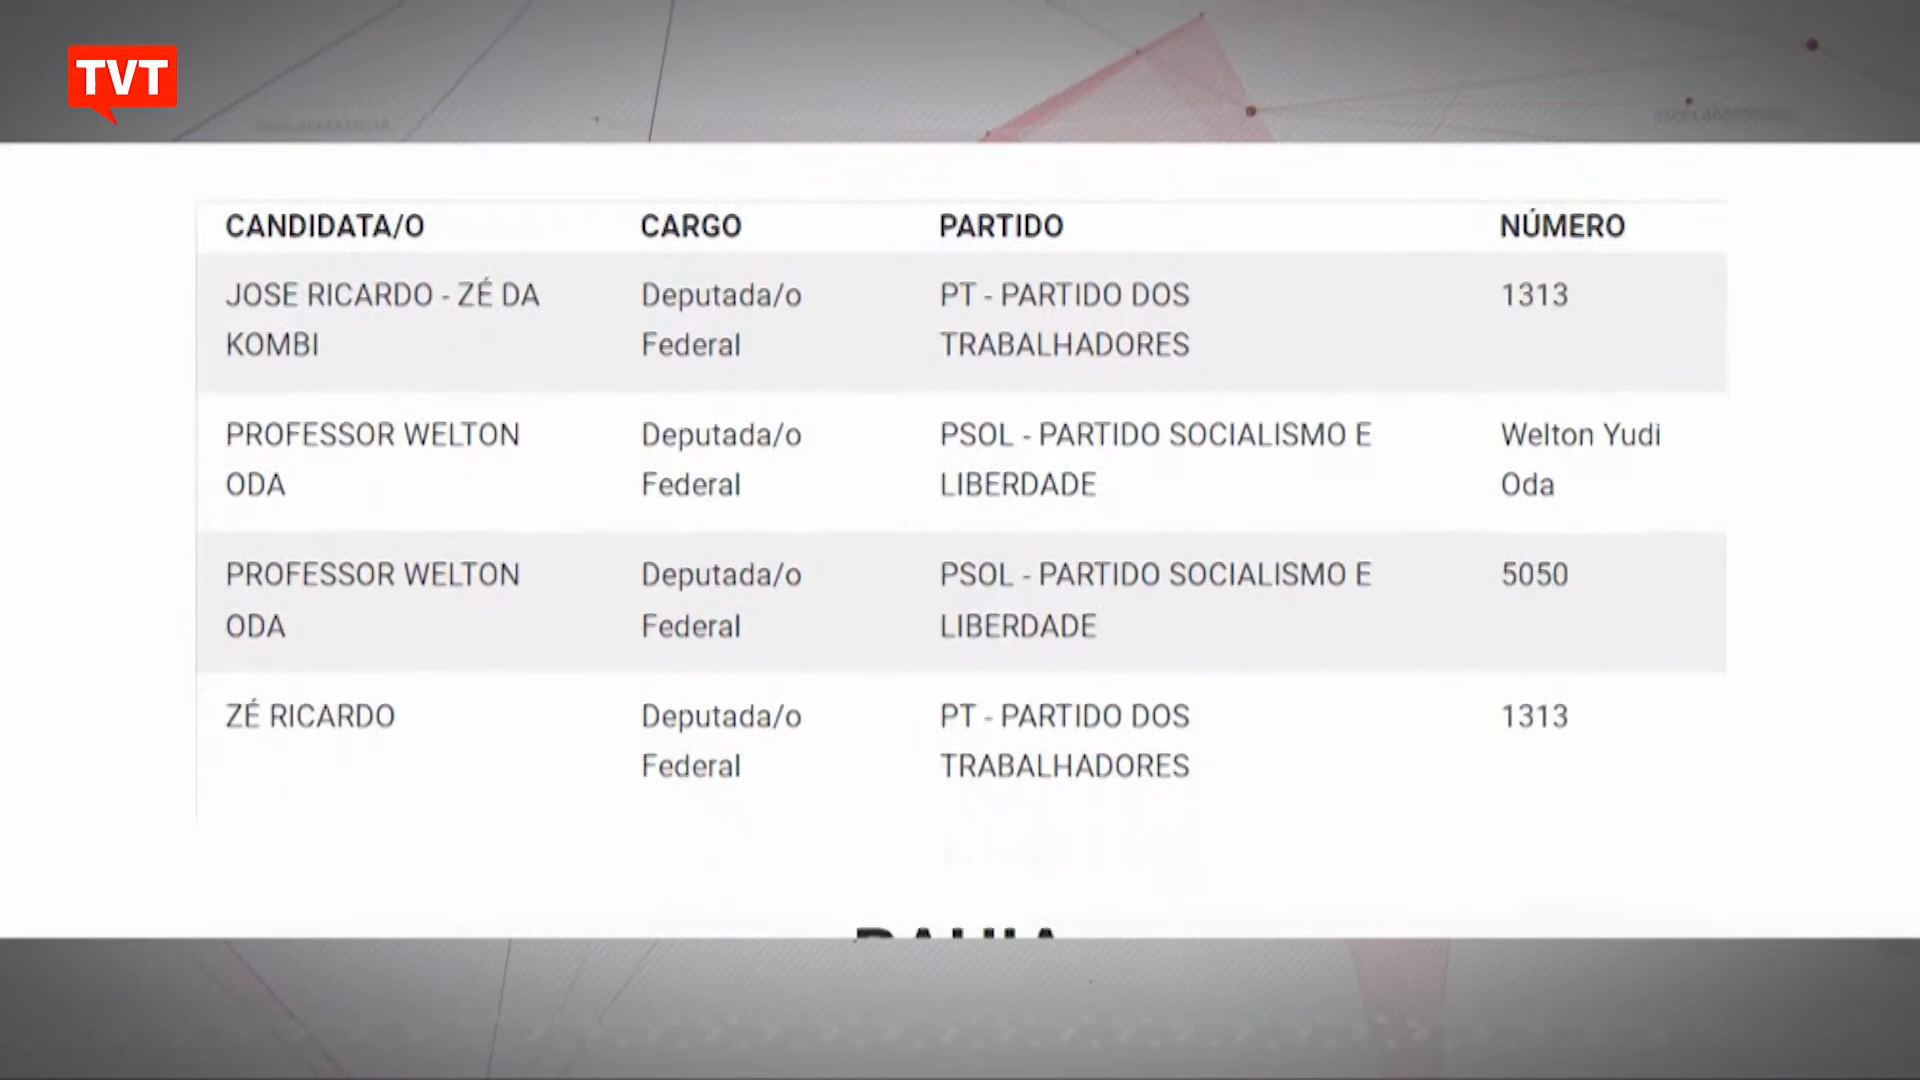 TVT
CANDIDATA/O CARGO PARTIDO NÚMERO
JOSE RICARDO - ZÉ DA Deputada/o PT - PARTIDO DOS 1313
KOMBI Federal TRABALHADORES
PROFESSOR WELTON Deputada/o PSOL - PARTIDO SOCIALISMO E Welton Yudi
ODA Federal LIBERDADE Oda
PROFESSOR WELTON Deputada/o PSOL - PARTIDO SOCIALISMO E 5050
ODA Federal LIBERDADE
ZÉ RICARDO Deputada/o PT - PARTIDO DOS 1313
Federal TRABALHADORES